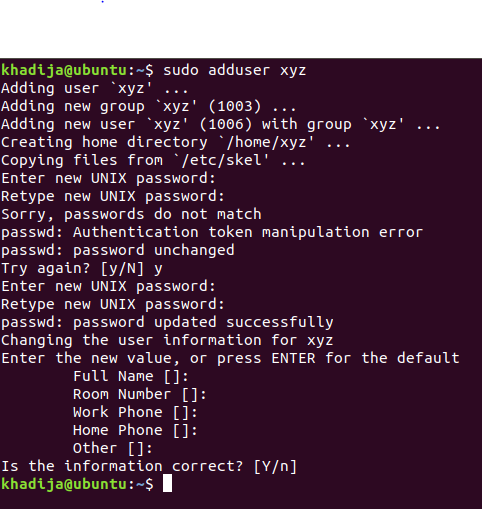 khadija@ubuntu:~$ sudo adduser xyz
Adding user `xyz' ...
Adding new group `xyz' (1003) ...
Adding new user `xyz' (1006) with group `xyz' ...
Creating home directory `/home/xyz' ...
Copying files from `/etc/skel' ...
Enter new UNIX password:
Retype new UNIX password:
Sorry, passwords do not match
passwd: Authentication token manipulation error
passwd: password unchanged
Try again? [y/N] y
Enter new UNIX password:
Retype new UNIX password:
passwd: password updated successfully
Changing the user information for xyz
Enter the new value, or press ENTER for the default
        Full Name []:
        Room Number []:
        Work Phone []:
        Home Phone []:
        Other []:
Is the information correct? [Y/n]
khadija@ubuntu:~$